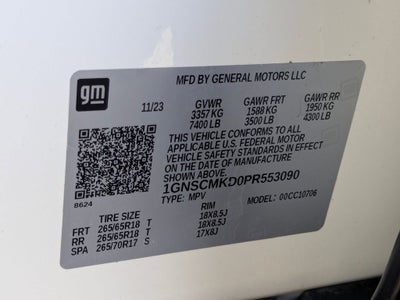 gm
MFD BY GENERAL MOTORS LLC
11/23 GVWR GAWR FRT GAWR RR
3357 KG 1588 KG 1950 KG
7400 LB 3500 LB 4300 LB
THIS VEHICLE CONFORMS TO ALL
APPLICABLE U.S. FEDERAL MOTOR
VEHICLE SAFETY STANDARDS IN EFFECT
ON THE DATE OF MANUFACTURE
SHOWN ABOVE.
1GNSCMKD0PR553090
8624 TYPE: MPV MODEL: 00CC10706
TIRE SIZE RIM
FRT 265/65R18 T 18X8.5J
RR 265/65R18 T 18X8.5J
265/70R17 S 17X8J